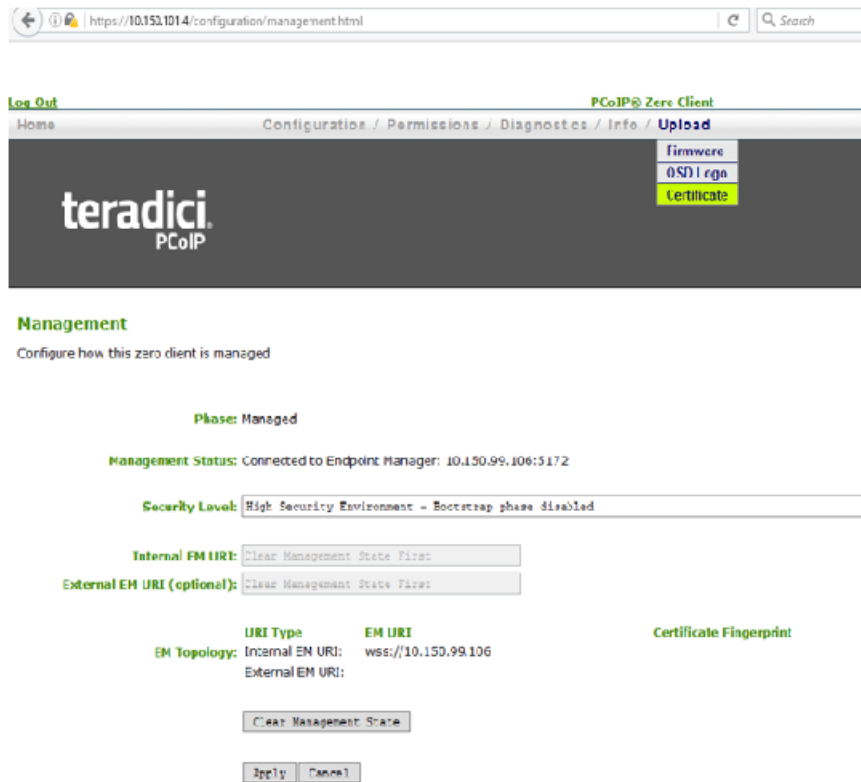 https://10.150.101.4/configuration/management.html
Search
Log Out
PCoIP® Zero Client
Home
Configuration / Permissions / Diagnostics / Info / Upload
Firmware
OSD Logo
Certificate
teradici.
PCoIP
Management
Configure how this zero client is managed
Phase: Managed
Management Status: Connected to Endpoint Manager: 10.150.99.106:5172
Security Level: High Security Environment - Bootstrap phase disabled
Internal EM URI: Clear Management State First
External EM URI (optional): Clear Management State First
URI Type EM URI Certificate Fingerprint
EM Topology: Internal EM URI: wss://10.150.99.106
External EM URI:
Clear Management State
Apply Cancel